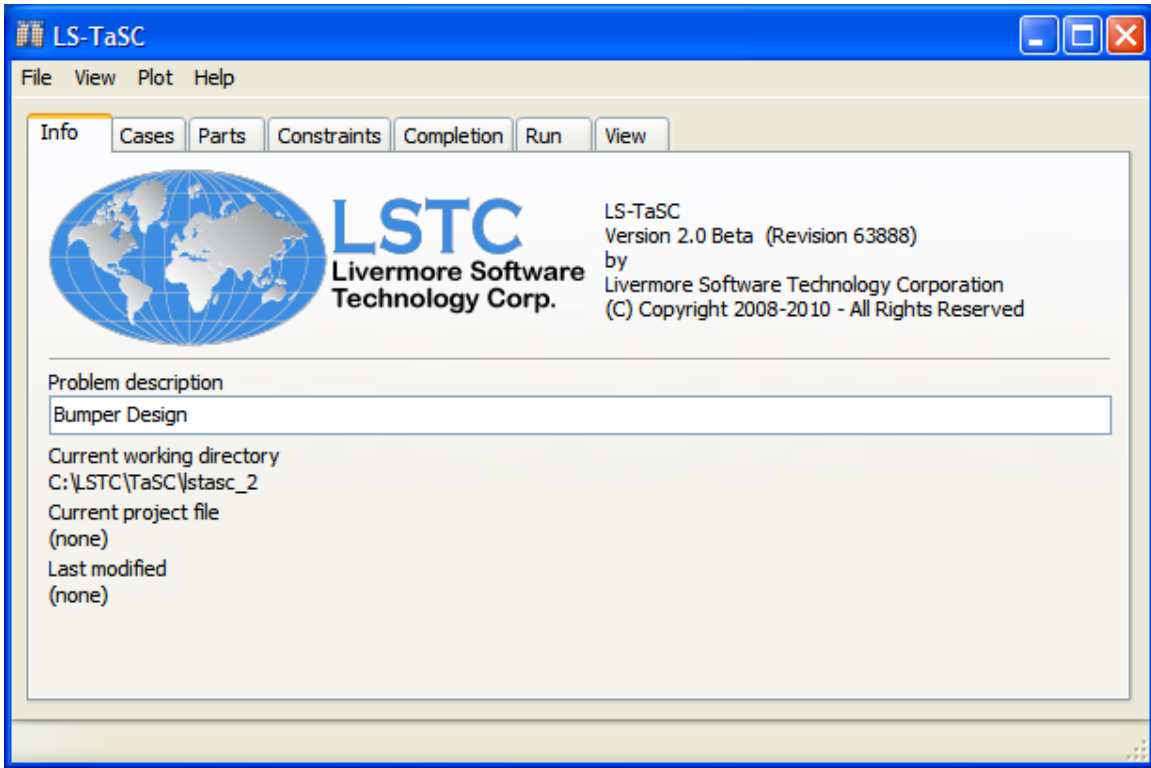 LS-TaSC
File View Plot Help
Info Cases Parts Constraints Completion Run View
LSTC
Livermore Software
Technology Corp.
LS-TaSC
Version 2.0 Beta (Revision 63888)
by
Livermore Software Technology Corporation
(C) Copyright 2008-2010 - All Rights Reserved
Problem description
Bumper Design
Current working directory
C:\LSTC\TaSC\lstasc_2
Current project file
(none)
Last modified
(none)